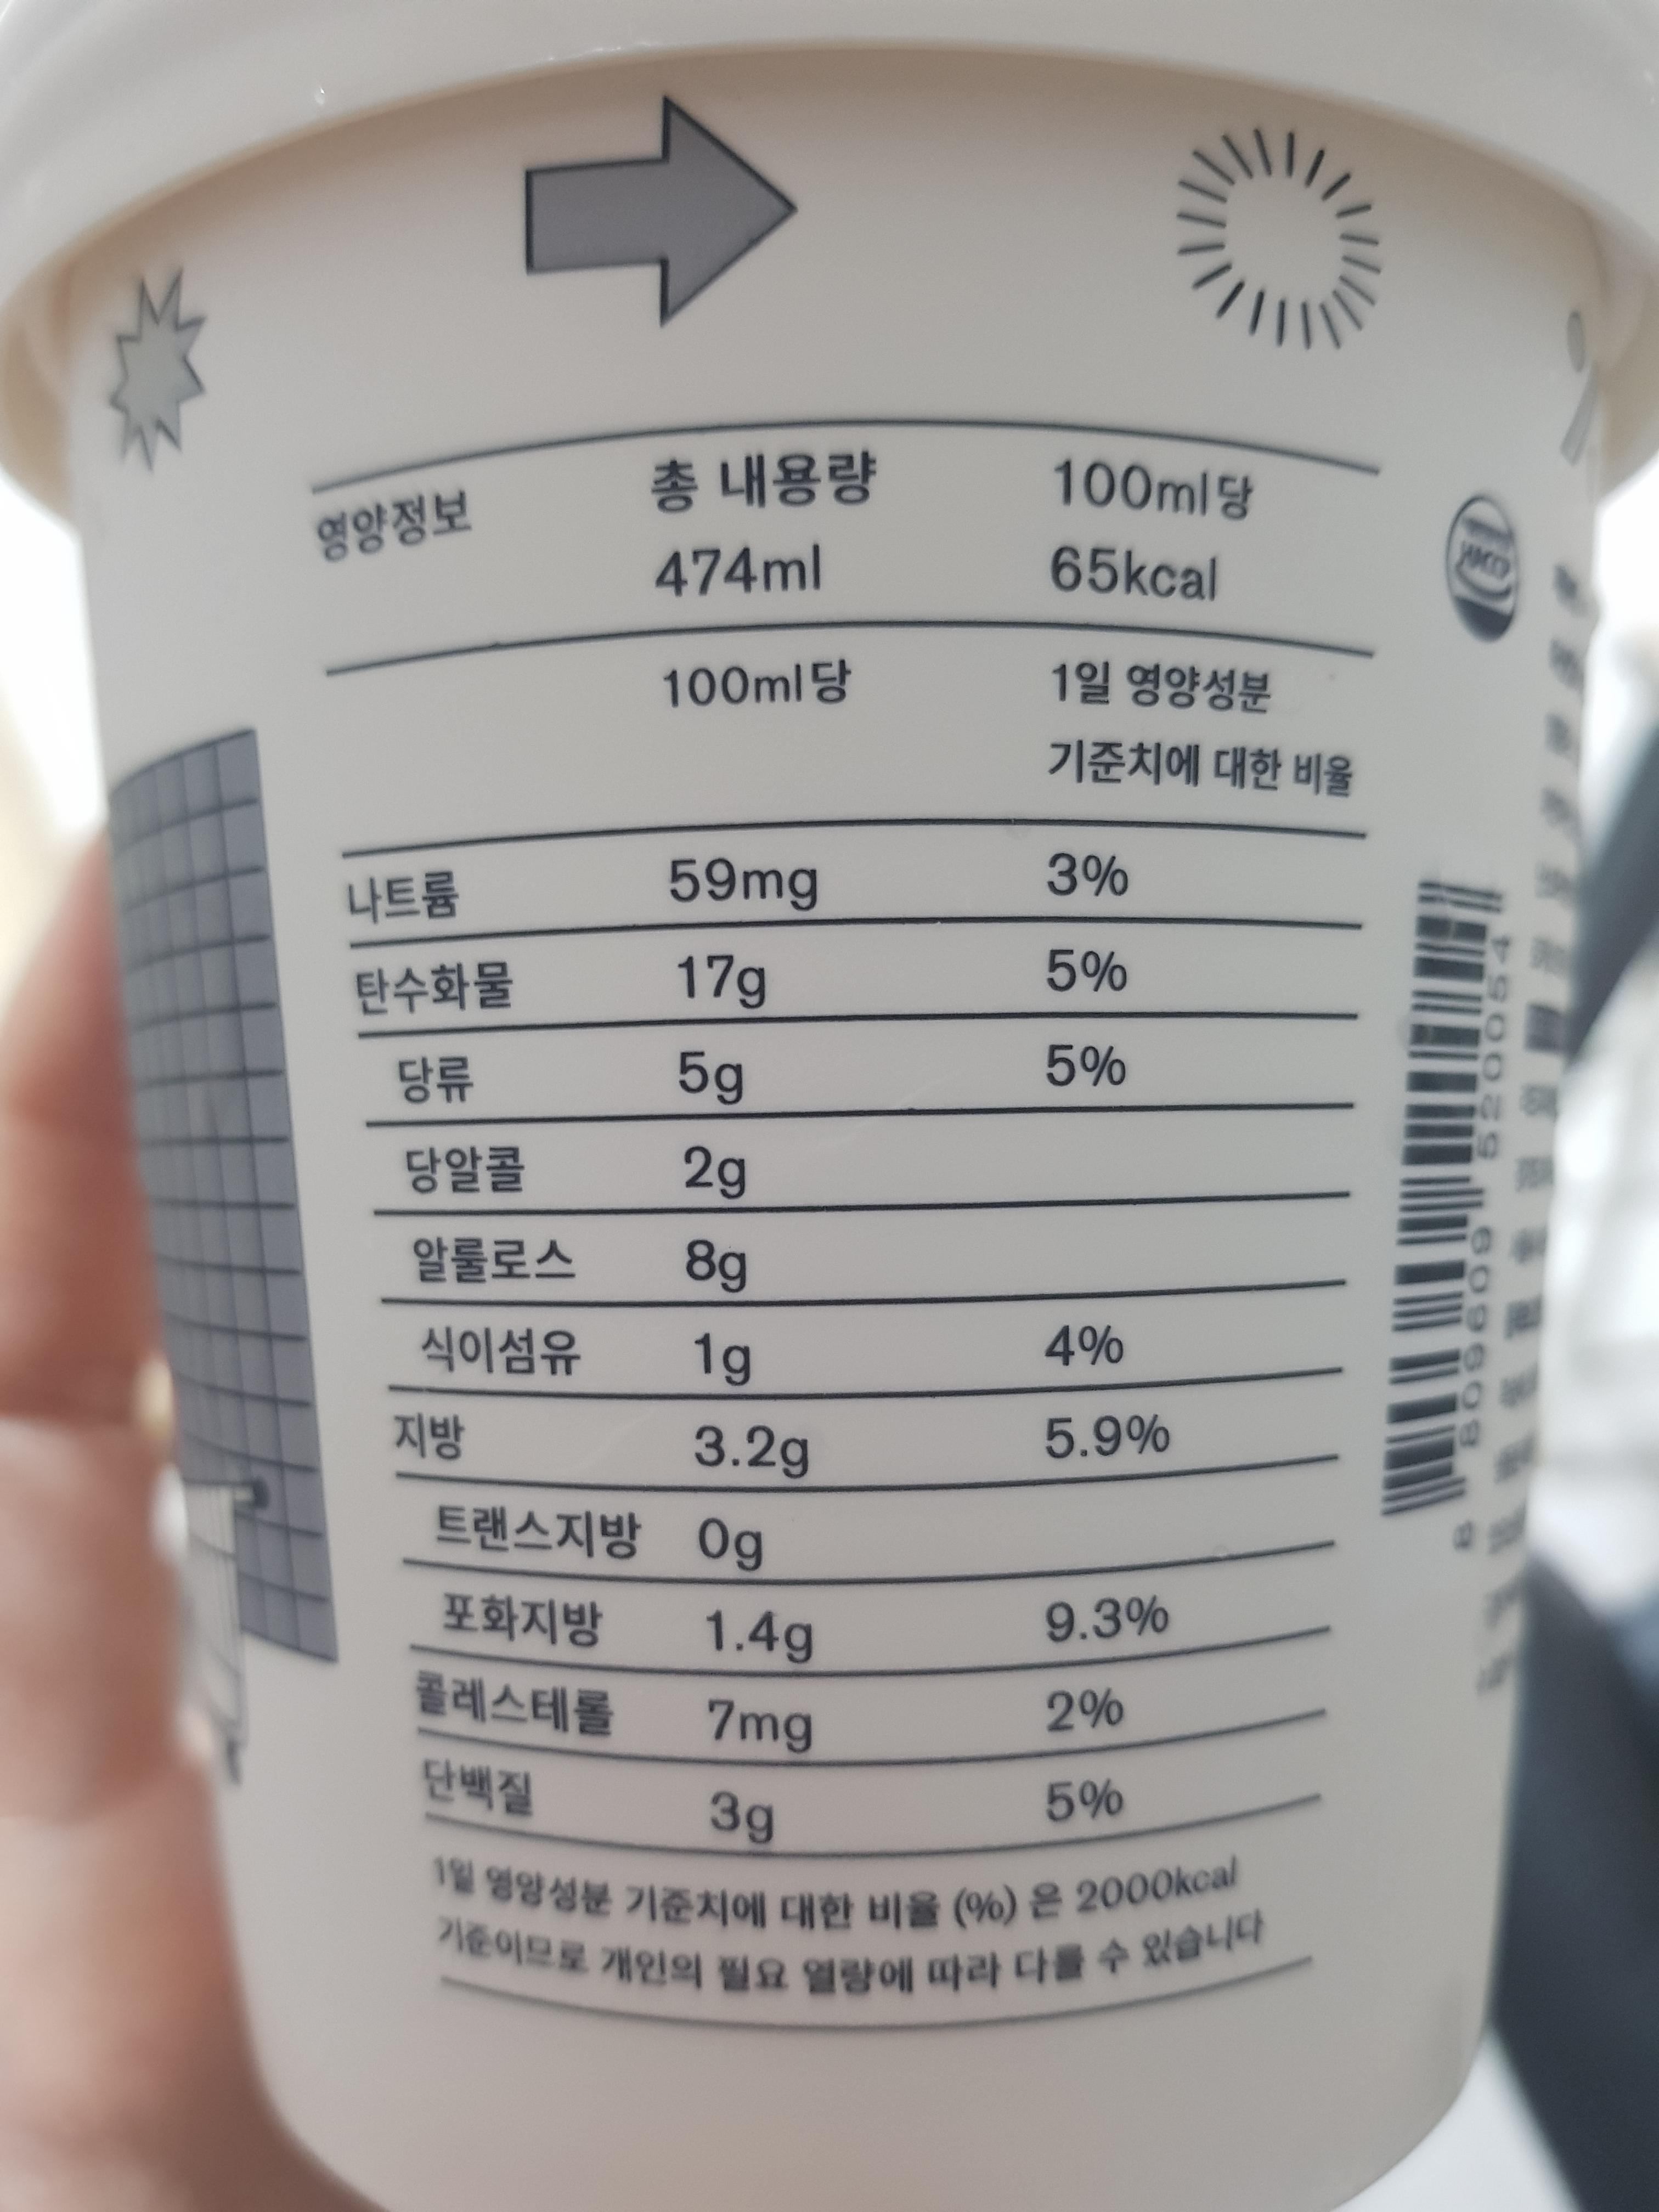 영양정보 총 내용량 100ml당
474ml 65kcal
100ml당 1일 영양성분
기준치에 대한 비율
나트륨 59mg 3%
탄수화물 17g 5%
당류 5g 5%
당알콜 2g
알룰로스 8g
식이섬유 1g 4%
지방 3.2g 5.9%
트랜스지방 0g
포화지방 1.4g 9.3%
콜레스테롤 7mg 2%
단백질 3g 5%
1일 영양성분 기준치에 대한 비율 (%) 은 2000kcal
기준이므로 개인의 필요 열량에 따라 다를 수 있습니다
8 809609 520054